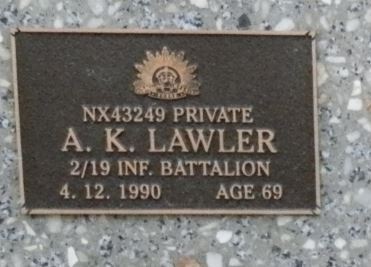 NX43249 PRIVATE
A. K. LAWLER
2/19 INF. BATTALION
4. 12. 1990 AGE 69